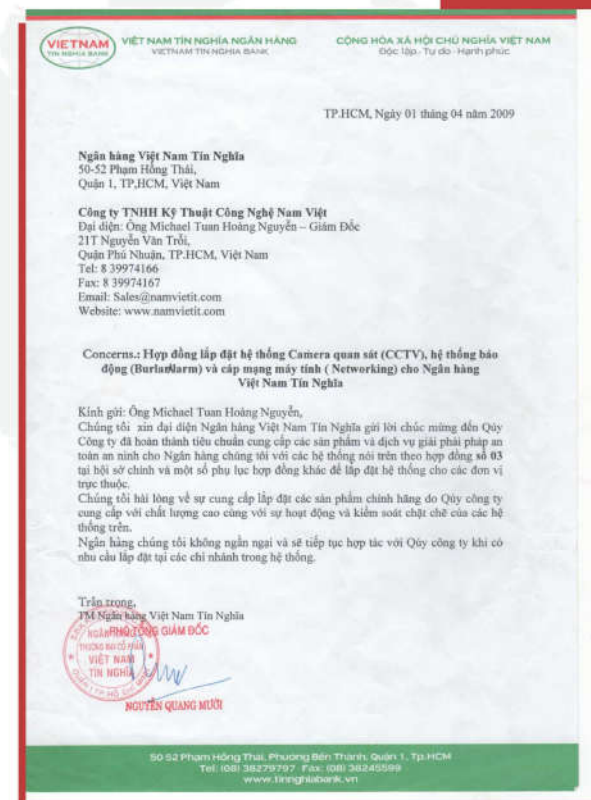 VIETNAM
TIN NGHIA BANK
VIỆT NAM TÍN NGHĨA NGÂN HÀNG
VIETNAM TIN NGHIA BANK
CỘNG HÒA XÃ HỘI CHỦ NGHĨA VIỆT NAM
Độc lập - Tự do - Hạnh phúc
TP.HCM, Ngày 01 tháng 04 năm 2009
Ngân hàng Việt Nam Tín Nghĩa
50-52 Phạm Hồng Thái,
Quận 1, TP,HCM, Việt Nam
Công ty TNHH Kỹ Thuật Công Nghệ Nam Việt
Đại diện: Ông Michael Tuan Hoàng Nguyễn – Giám Đốc
21T Nguyễn Văn Trỗi,
Quận Phú Nhuận, TP.HCM, Việt Nam
Tel: 8 39974166
Fax: 8 39974167
Email: Sales@namvietit.com
Website: www.namvietit.com
Concerns.: Hợp đồng lắp đặt hệ thống Camera quan sát (CCTV), hệ thống báo
động (BurlarAlarm) và cáp mạng máy tính ( Networking) cho Ngân hàng
Việt Nam Tín Nghĩa
Kính gửi: Ông Michael Tuan Hoàng Nguyễn,
Chúng tôi xin đại diện Ngân hàng Việt Nam Tín Nghĩa gửi lời chúc mừng đến Quý
Công ty đã hoàn thành tiêu chuẩn cung cấp các sản phẩm và dịch vụ giải phải pháp an
toàn an ninh cho Ngân hàng chúng tôi với các hệ thống nói trên theo hợp đồng số 03
tại hội sở chính và một số phụ lục hợp đồng khác để lắp đặt hệ thống cho các đơn vị
trực thuộc.
Chúng tôi hài lòng về sự cung cấp lắp đặt các sản phẩm chính hãng do Qúy công ty
cung cấp với chất lượng cao cùng với sự hoạt động và kiểm soát chặt chẽ của các hệ
thống trên.
Ngân hàng chúng tôi không ngần ngại và sẽ tiếp tục hợp tác với Qúy công ty khi có
nhu cầu lắp đặt tại các chi nhánh trong hệ thống.
Trân trọng,
TM Ngân hàng Việt Nam Tín Nghĩa
PHÓ TỔNG GIÁM ĐỐC
NGÂN HÀNG
THƯƠNG MẠI CỔ PHẦN
VIỆT NAM
TÍN NGHĨA
NGUYỄN QUANG MƯỜI
50-52 Phạm Hồng Thái, Phường Bến Thành, Quận 1, Tp.HCM
Tel: (08) 38279797 Fax: (08) 38245599
www.tinnghiabank.vn